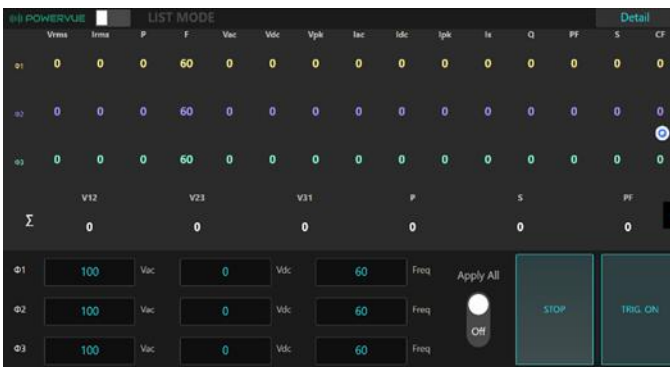 POWERVUE LIST MODE Detail
Vrms Irms P F Vac Vdc Vpk Iac Idc Ipk Ix Q PF S CF
Φ1 0 0 0 60 0 0 0 0 0 0 0 0 0 0 0
Φ2 0 0 0 60 0 0 0 0 0 0 0 0 0 0 0
Φ3 0 0 0 60 0 0 0 0 0 0 0 0 0 0 0
V12 V23 V31 P S PF
Σ 0 0 0 0 0 0
Φ1 100 Vac 0 Vdc 60 Freq Apply All
Φ2 100 Vac 0 Vdc 60 Freq Off STOP TRIG. ON
Φ3 100 Vac 0 Vdc 60 Freq